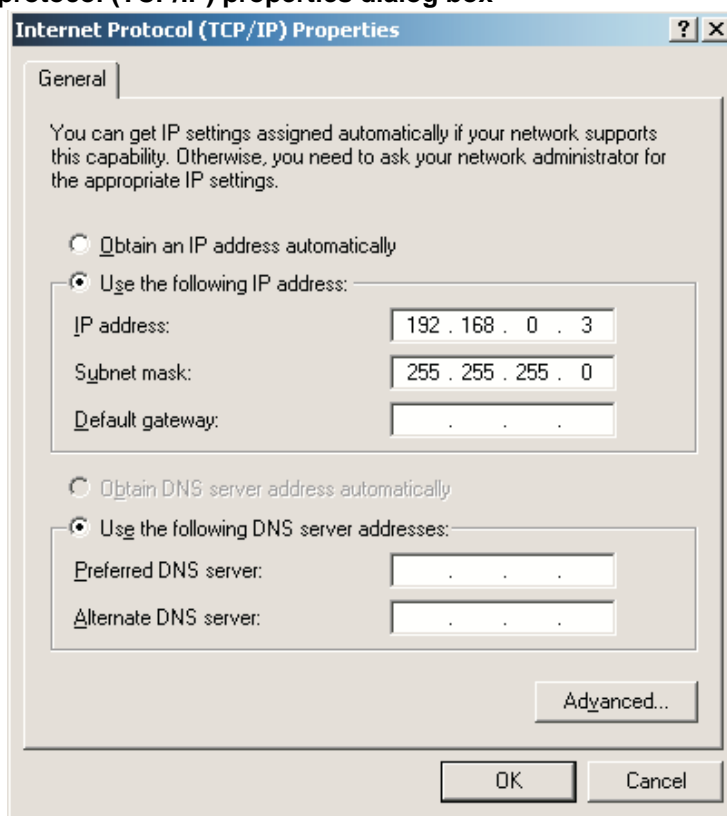 protocol (TCP/IP) properties dialog box
Internet Protocol (TCP/IP) Properties
General
You can get IP settings assigned automatically if your network supports
this capability. Otherwise, you need to ask your network administrator for
the appropriate IP settings.
Obtain an IP address automatically
Use the following IP address:
IP address: 192 . 168 . 0 . 3
Subnet mask: 255 . 255 . 255 . 0
Default gateway: . . .
Obtain DNS server address automatically
Use the following DNS server addresses:
Preferred DNS server: . . .
Alternate DNS server: . . .
Advanced...
OK Cancel